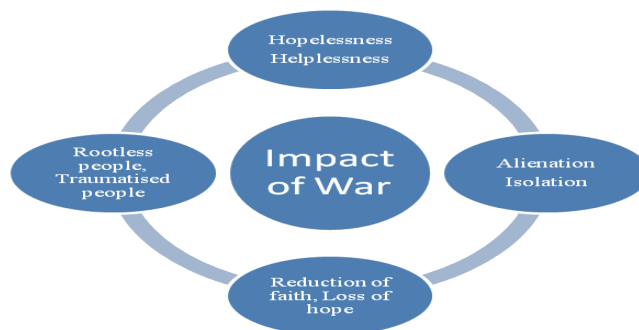 Hopelessness
Helplessness
Rootless
people,
Traumatised
people
Impact
of War
Alienation
Isolation
Reduction of
faith, Loss of
hope